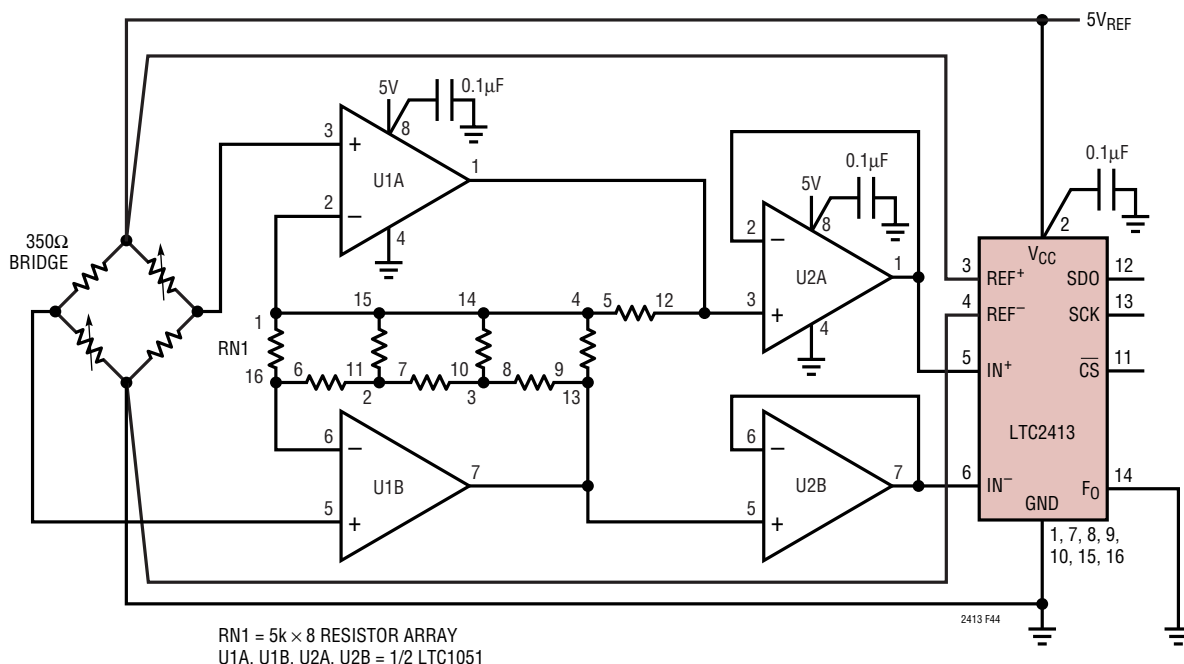 5VREF
5V
0.1µF
8
3
+
1
U1A
2
–
4
350Ω
BRIDGE
0.1µF
5V
8
2
–
1
U2A
3
+
4
0.1µF
2
VCC
3
REF+
SDO
12
4
REF–
SCK
13
5
IN+
CS
11
LTC2413
6
IN–
FO
14
GND
1, 7, 8, 9,
10, 15, 16
15
14
4
5
12
1
RN1
16
6
11
7
10
8
9
2
3
13
6
–
7
U1B
5
+
6
–
7
U2B
5
+
2413 F44
RN1 = 5k × 8 RESISTOR ARRAY
U1A, U1B, U2A, U2B = 1/2 LTC1051